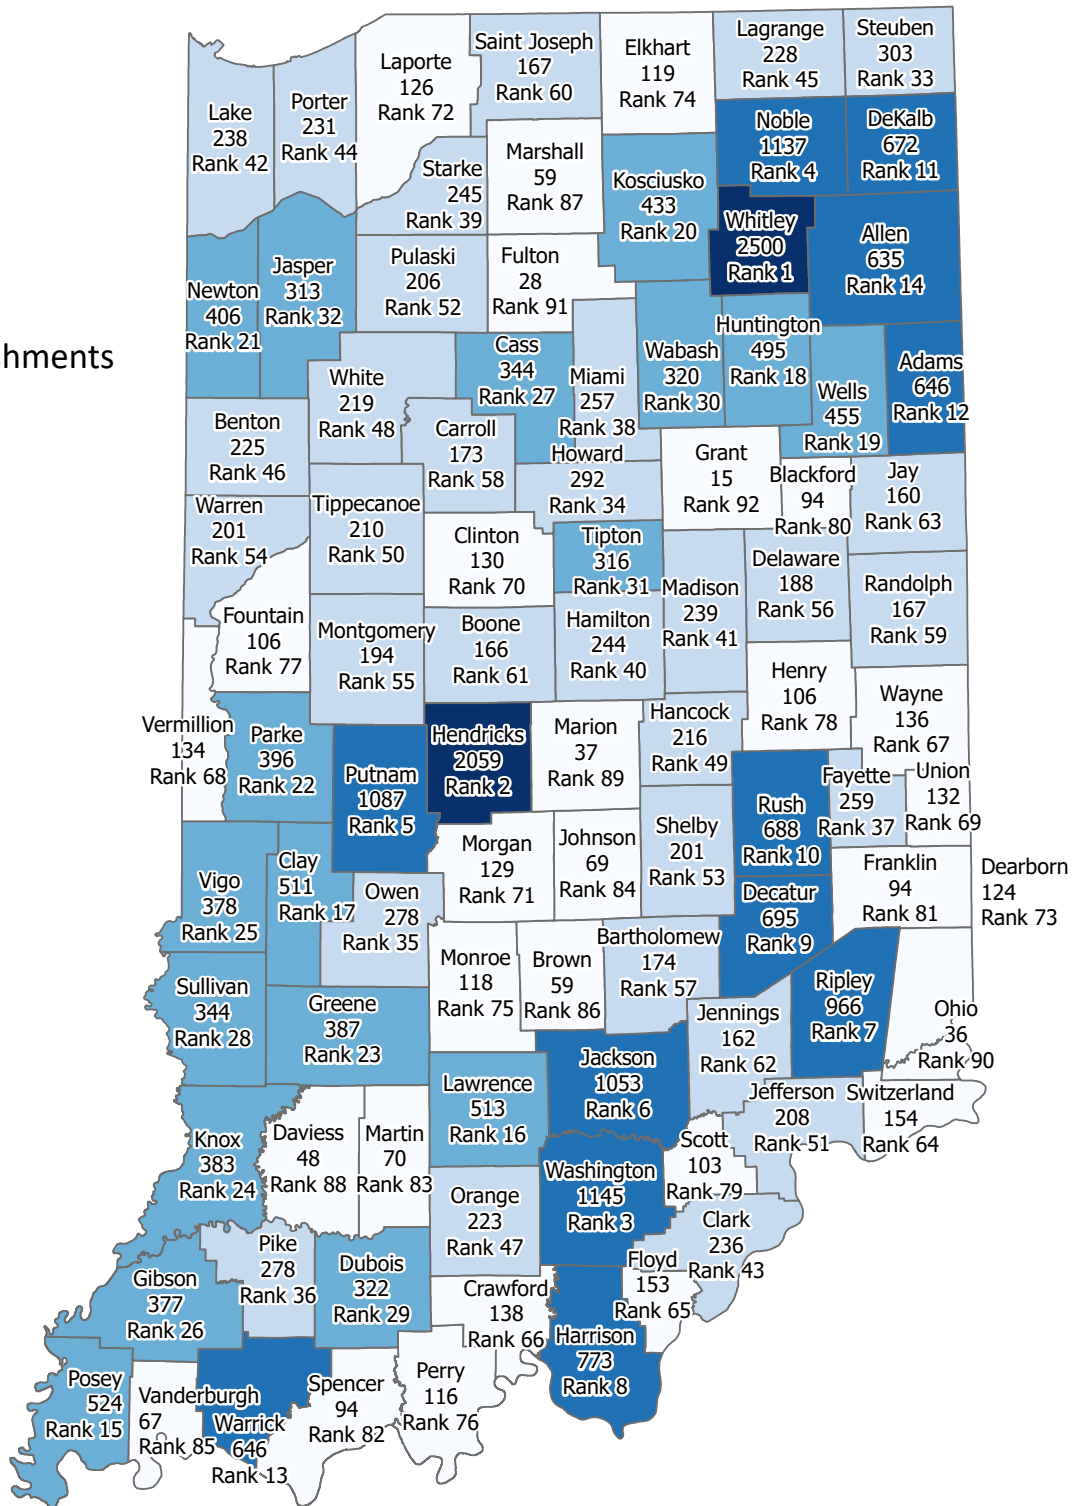 Saint Joseph
167
Rank 60
Elkhart
119
Rank 74
Lagrange
228
Rank 45
Steuben
303
Rank 33
Laporte
126
Rank 72
Lake
238
Rank 42
Porter
231
Rank 44
Noble
1137
Rank 4
DeKalb
672
Rank 11
Starke
245
Rank 39
Marshall
59
Rank 87
Kosciusko
433
Rank 20
Whitley
2500
Rank 1
Allen
635
Rank 14
Newton
406
Rank 21
Jasper
313
Rank 32
Pulaski
206
Rank 52
Fulton
28
Rank 91
shments
White
219
Rank 48
Cass
344
Rank 27
Miami
257
Rank 38
Wabash
320
Rank 30
Huntington
495
Rank 18
Wells
455
Rank 19
Adams
646
Rank 12
Benton
225
Rank 46
Carroll
173
Rank 58
Howard
292
Rank 34
Grant
15
Rank 92
Blackford
94
Rank 80
Jay
160
Rank 63
Warren
201
Rank 54
Tippecanoe
210
Rank 50
Clinton
130
Rank 70
Tipton
316
Rank 31
Madison
239
Rank 41
Delaware
188
Rank 56
Randolph
167
Rank 59
Fountain
106
Rank 77
Montgomery
194
Rank 55
Boone
166
Rank 61
Hamilton
244
Rank 40
Henry
106
Rank 78
Wayne
136
Rank 67
Vermillion
134
Rank 68
Parke
396
Rank 22
Putnam
1087
Rank 5
Hendricks
2059
Rank 2
Marion
37
Rank 89
Hancock
216
Rank 49
Rush
688
Rank 10
Fayette
259
Rank 37
Union
132
Rank 69
Vigo
378
Rank 25
Clay
511
Rank 17
Owen
278
Rank 35
Morgan
129
Rank 71
Johnson
69
Rank 84
Shelby
201
Rank 53
Decatur
695
Rank 9
Franklin
94
Rank 81
Dearborn
124
Rank 73
Sullivan
344
Rank 28
Greene
387
Rank 23
Monroe
118
Rank 75
Brown
59
Rank 86
Bartholomew
174
Rank 57
Jennings
162
Rank 62
Ripley
966
Rank 7
Ohio
36
Rank 90
Knox
383
Rank 24
Daviess
48
Rank 88
Martin
70
Rank 83
Lawrence
513
Rank 16
Jackson
1053
Rank 6
Jefferson
208
Rank 51
Switzerland
154
Rank 64
Orange
223
Rank 47
Washington
1145
Rank 3
Scott
103
Rank 79
Clark
236
Rank 43
Gibson
377
Rank 26
Pike
278
Rank 36
Dubois
322
Rank 29
Crawford
138
Rank 66
Floyd
153
Rank 65
Harrison
773
Rank 8
Posey
524
Rank 15
Vanderburgh
67
Rank 85
Warrick
646
Rank 13
Spencer
94
Rank 82
Perry
116
Rank 76